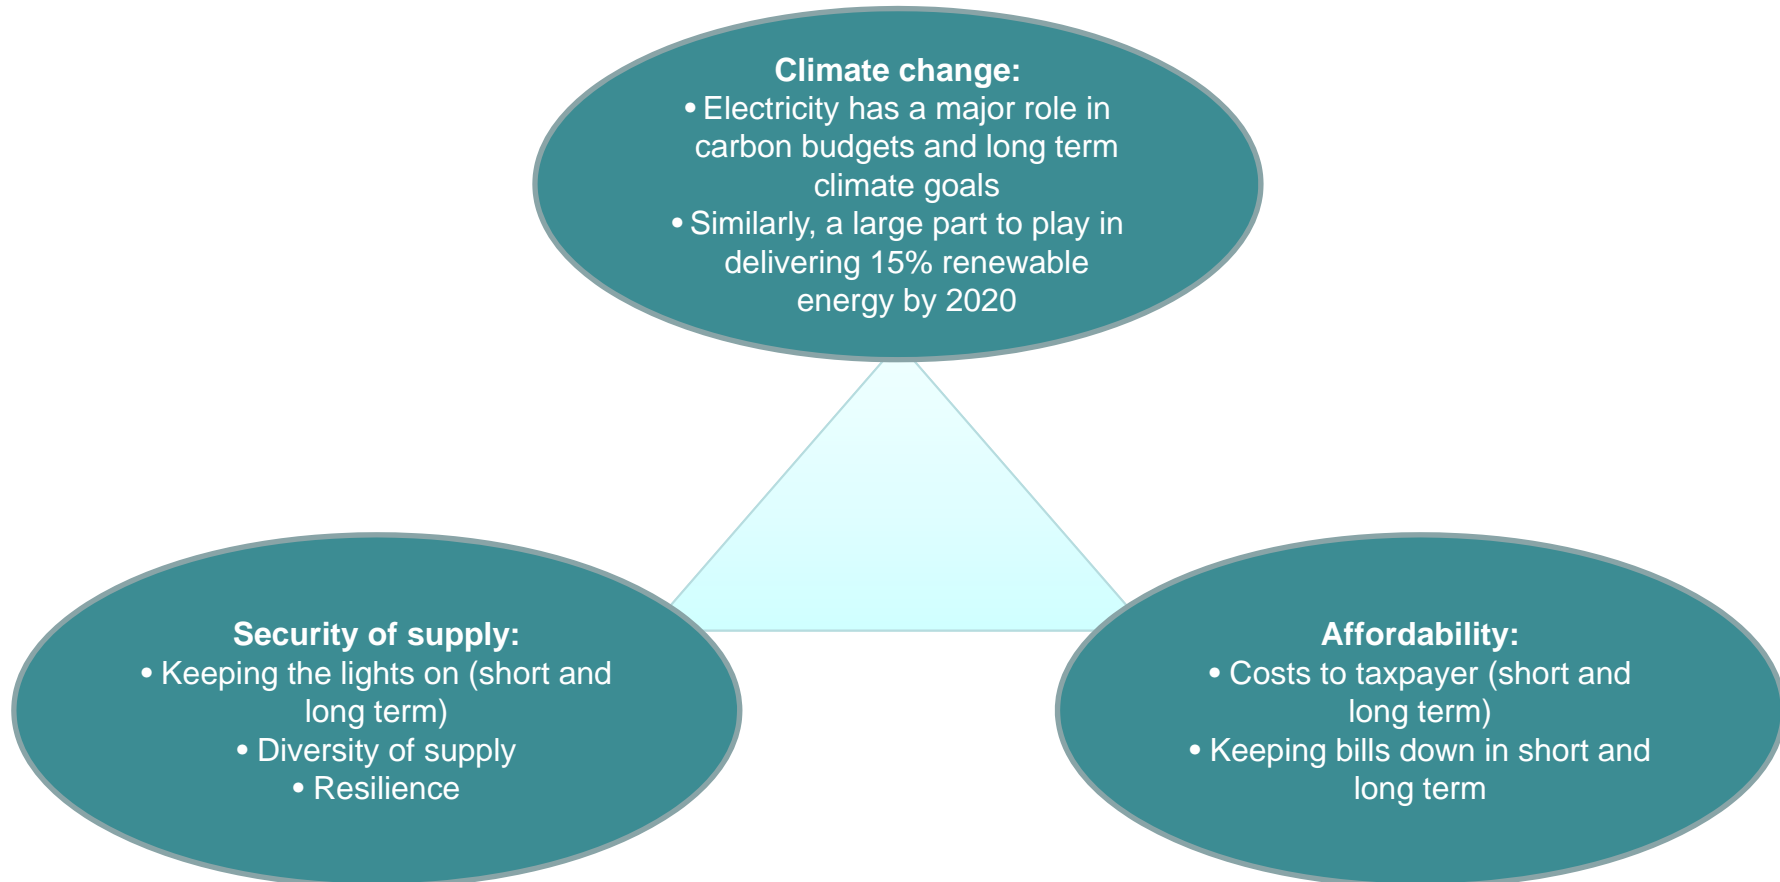 Climate change:
• Electricity has a major role in
carbon budgets and long term
climate goals
• Similarly, a large part to play in
delivering 15% renewable
energy by 2020
Security of supply:
• Keeping the lights on (short and
long term)
• Diversity of supply
• Resilience
Affordability:
• Costs to taxpayer (short and
long term)
• Keeping bills down in short and
long term